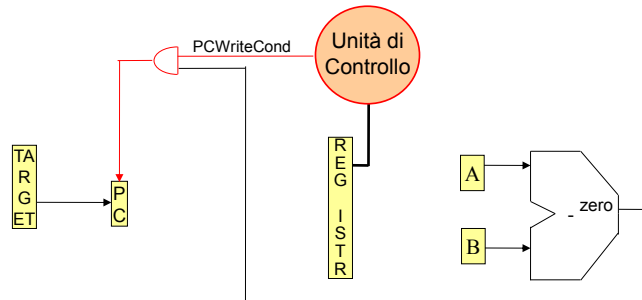 PCWriteCond
Unità di
Controllo
TA
R
G
ET
P
C
R
E
G
I
S
T
R
A
B
-
zero